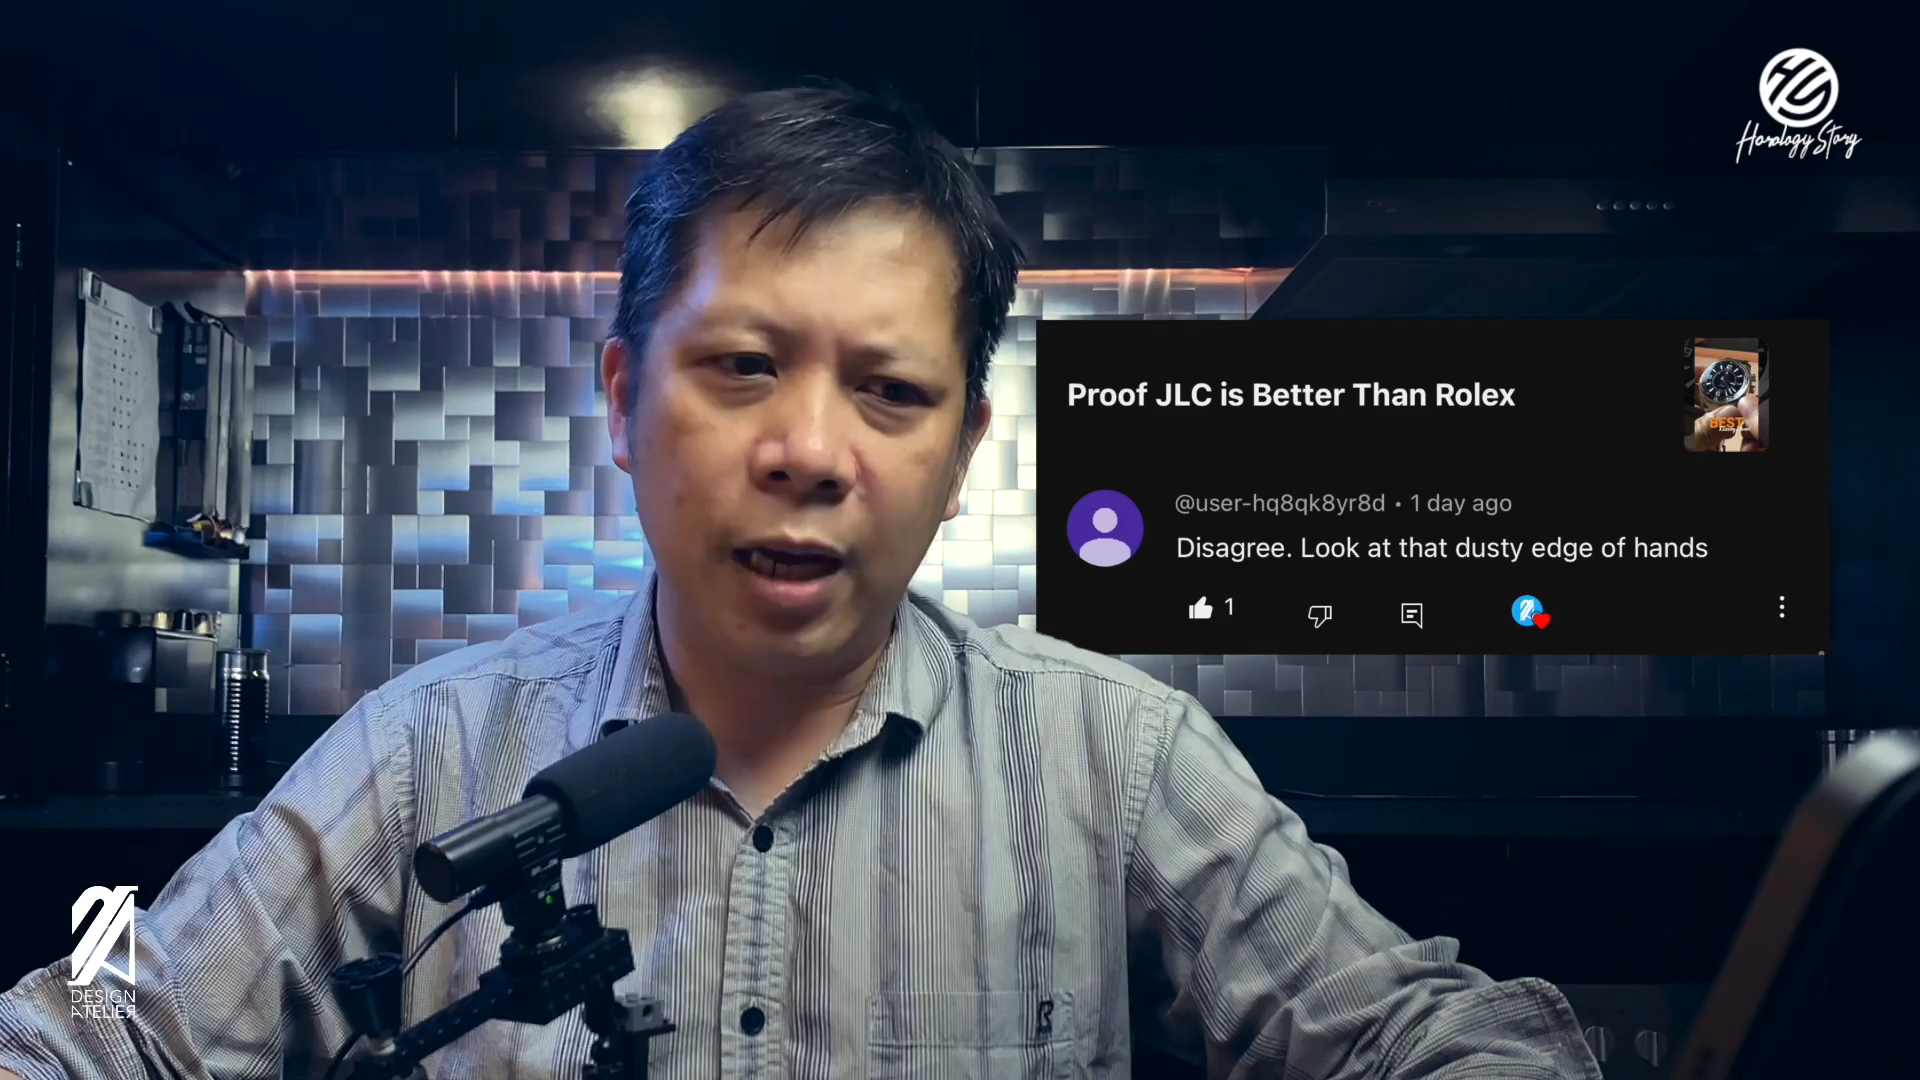 Horology Story
Proof JLC is Better Than Rolex
BEST
@user-hq8qk8yr8d • 1 day ago
Disagree. Look at that dusty edge of hands
1
DESIGN
ATELIER